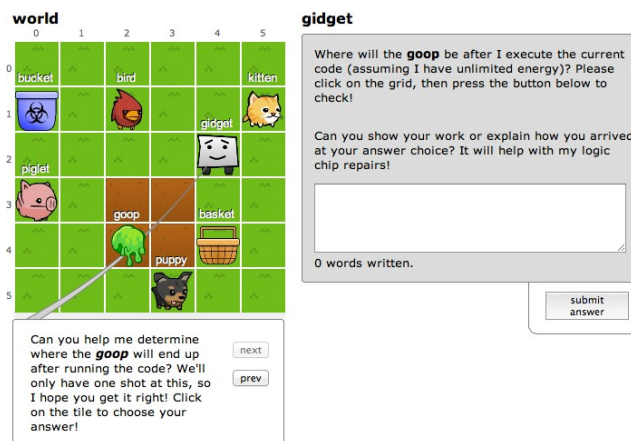 world
gidget
0 1 2 3 4 5
0
bucket bird kitten
1
gidget
2
piglet
3
goop basket
4
puppy
5
Where will the goop be after I execute the current
code (assuming I have unlimited energy)? Please
click on the grid, then press the button below to
check!
Can you show your work or explain how you arrived
at your answer choice? It will help with my logic
chip repairs!
0 words written.
submit
answer
Can you help me determine
where the goop will end up
after running the code? We'll
only have one shot at this, so
I hope you get it right! Click
on the tile to choose your
answer!
next
prev